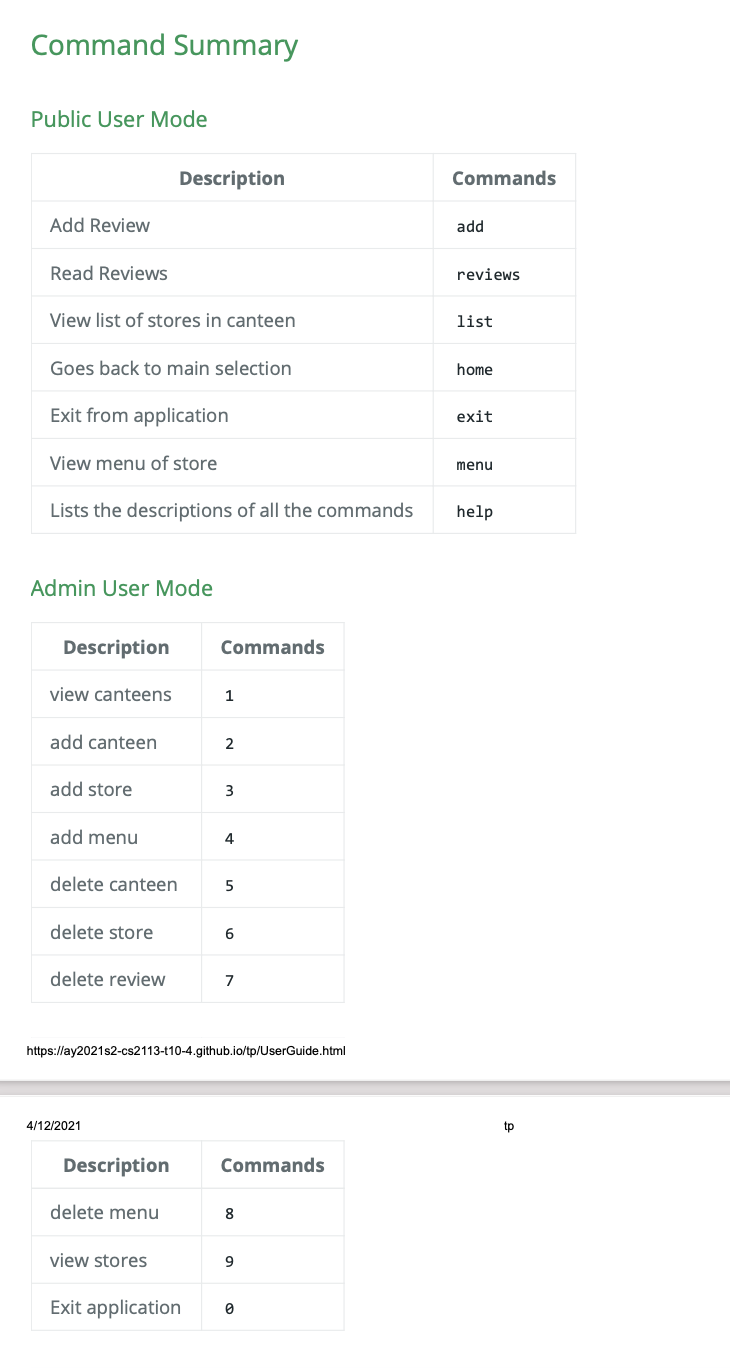 Command Summary
Public User Mode
Description Commands
Add Review add
Read Reviews reviews
View list of stores in canteen list
Goes back to main selection home
Exit from application exit
View menu of store menu
Lists the descriptions of all the commands help
Admin User Mode
Description Commands
view canteens 1
add canteen 2
add store 3
add menu 4
delete canteen 5
delete store 6
delete review 7
https://ay2021s2-cs2113-t10-4.github.io/tp/UserGuide.html
4/12/2021 tp
Description Commands
delete menu 8
view stores 9
Exit application 0